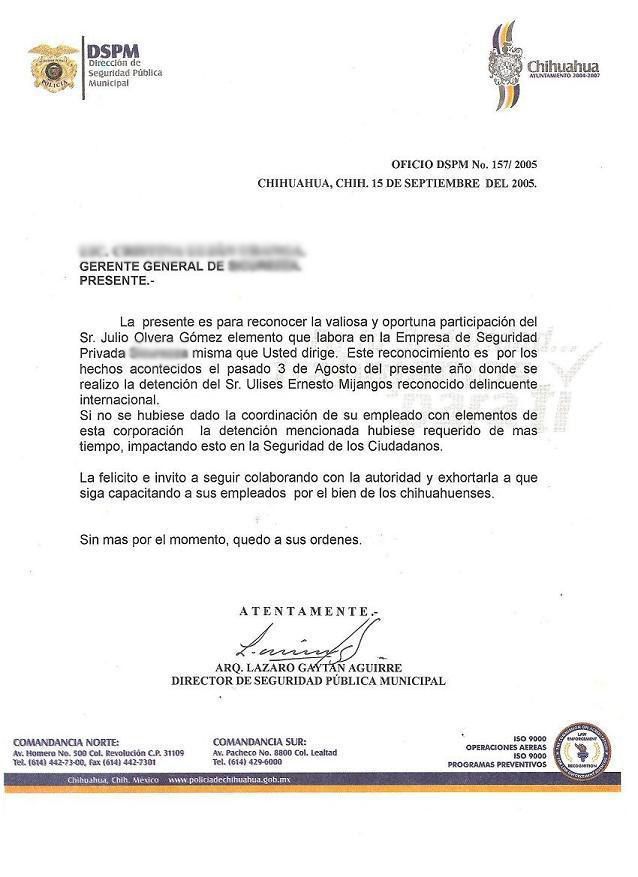 DSPM
Dirección de
Seguridad Pública
Municipal
POLICIA
Chihuahua
AYUNTAMIENTO 2004-2007
OFICIO DSPM No. 157/ 2005
CHIHUAHUA, CHIH. 15 DE SEPTIEMBRE DEL 2005.
GERENTE GENERAL DE
PRESENTE.-
La presente es para reconocer la valiosa y oportuna participación del
Sr. Julio Olvera Gómez elemento que labora en la Empresa de Seguridad
Privada misma que Usted dirige. Este reconocimiento es por los
hechos acontecidos el pasado 3 de Agosto del presente año donde se
realizo la detención del Sr. Ulises Ernesto Mijangos reconocido delincuente
internacional.
Si no se hubiese dado la coordinación de su empleado con elementos de
esta corporación la detención mencionada hubiese requerido de mas
tiempo, impactando esto en la Seguridad de los Ciudadanos.
para ti
La felicito e invito a seguir colaborando con la autoridad y exhortarla a que
siga capacitando a sus empleados por el bien de los chihuahuenses.
Sin mas por el momento, quedo a sus ordenes.
ATENTAMENTE.-
ARQ. LAZARO GAYTÁN AGUIRRE
DIRECTOR DE SEGURIDAD PÚBLICA MUNICIPAL
COMANDANCIA NORTE:
Av. Homero No. 500 Col. Revolución C.P. 31109
Tel. (614) 442-73-00, Fax (614) 442-7301
COMANDANCIA SUR:
Av. Pacheco No. 8800 Col. Lealtad
Tel. (614) 429-6000
ISO 9000
OPERACIONES AEREAS
ISO 9000
PROGRAMAS PREVENTIVOS
LAW
ENFORCEMENT
RECOGNITION
Chihuahua, Chih. Mexico www.policiadechihuahua.gob.mx